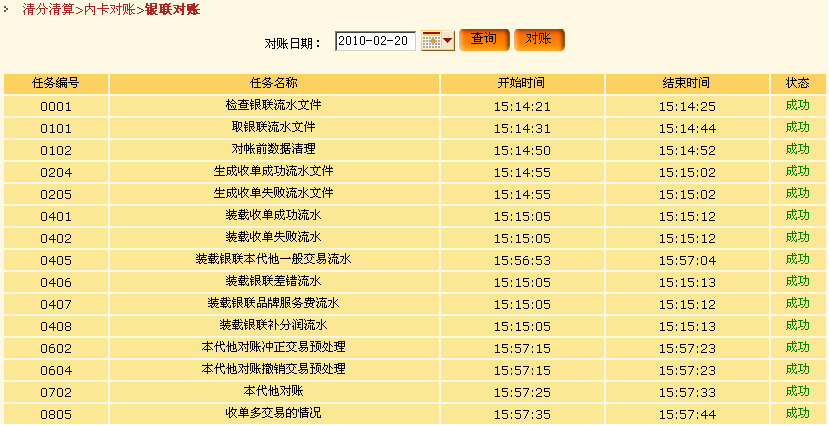 清分清算>内卡对账>银联对账
对账日期： 2010-02-20 查询 对账
任务编号 任务名称 开始时间 结束时间 状态
0001 检查银联流水文件 15:14:21 15:14:25 成功
0101 取银联流水文件 15:14:31 15:14:44 成功
0102 对帐前数据清理 15:14:50 15:14:52 成功
0204 生成收单成功流水文件 15:14:55 15:15:02 成功
0205 生成收单失败流水文件 15:14:55 15:15:02 成功
0401 装载收单成功流水 15:15:05 15:15:12 成功
0402 装载收单失败流水 15:15:05 15:15:12 成功
0405 装载银联本代他一般交易流水 15:56:53 15:57:04 成功
0406 装载银联差错流水 15:15:05 15:15:13 成功
0407 装载银联品牌服务费流水 15:15:05 15:15:12 成功
0408 装载银联补分润流水 15:15:05 15:15:13 成功
0602 本代他对账冲正交易预处理 15:57:15 15:57:23 成功
0604 本代他对账撤销交易预处理 15:57:15 15:57:23 成功
0702 本代他对账 15:57:25 15:57:33 成功
0805 收单多交易的情况 15:57:35 15:57:44 成功